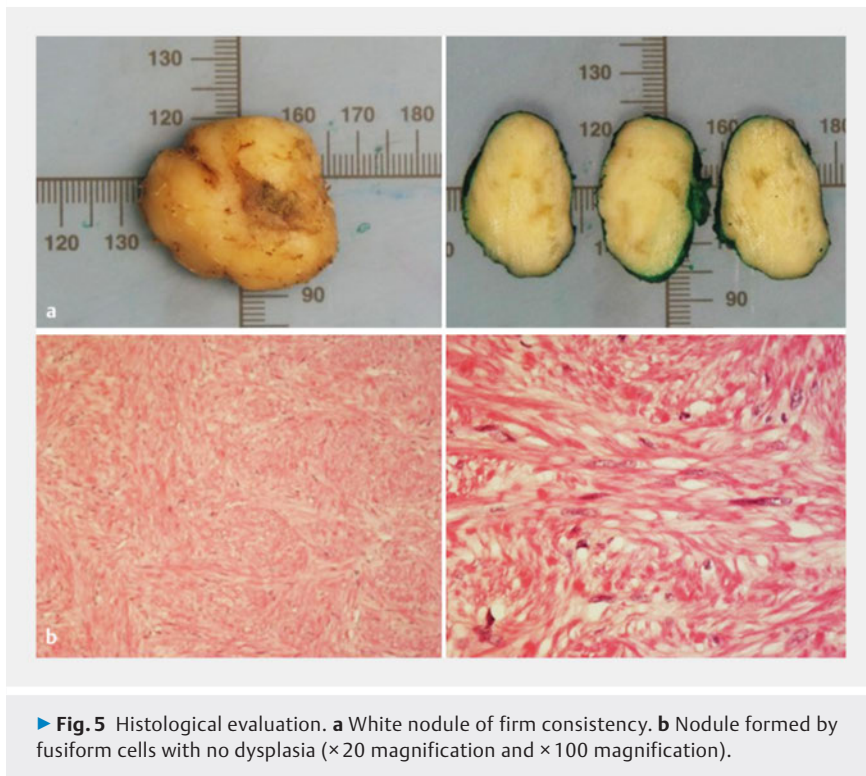 130
120
160 170 180
120 130
90
a
130
120
180
90
b
► Fig. 5 Histological evaluation. a White nodule of firm consistency. b Nodule formed by
fusiform cells with no dysplasia (×20 magnification and ×100 magnification).